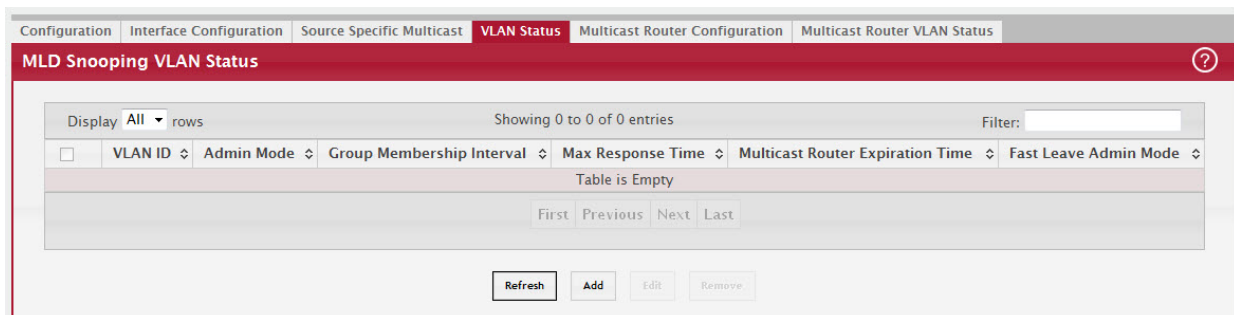 Configuration Interface Configuration Source Specific Multicast VLAN Status Multicast Router Configuration Multicast Router VLAN Status
MLD Snooping VLAN Status ?
Display All rows Showing 0 to 0 of 0 entries Filter:
VLAN ID Admin Mode Group Membership Interval Max Response Time Multicast Router Expiration Time Fast Leave Admin Mode
Table is Empty
First Previous Next Last
Refresh Add Edit Remove